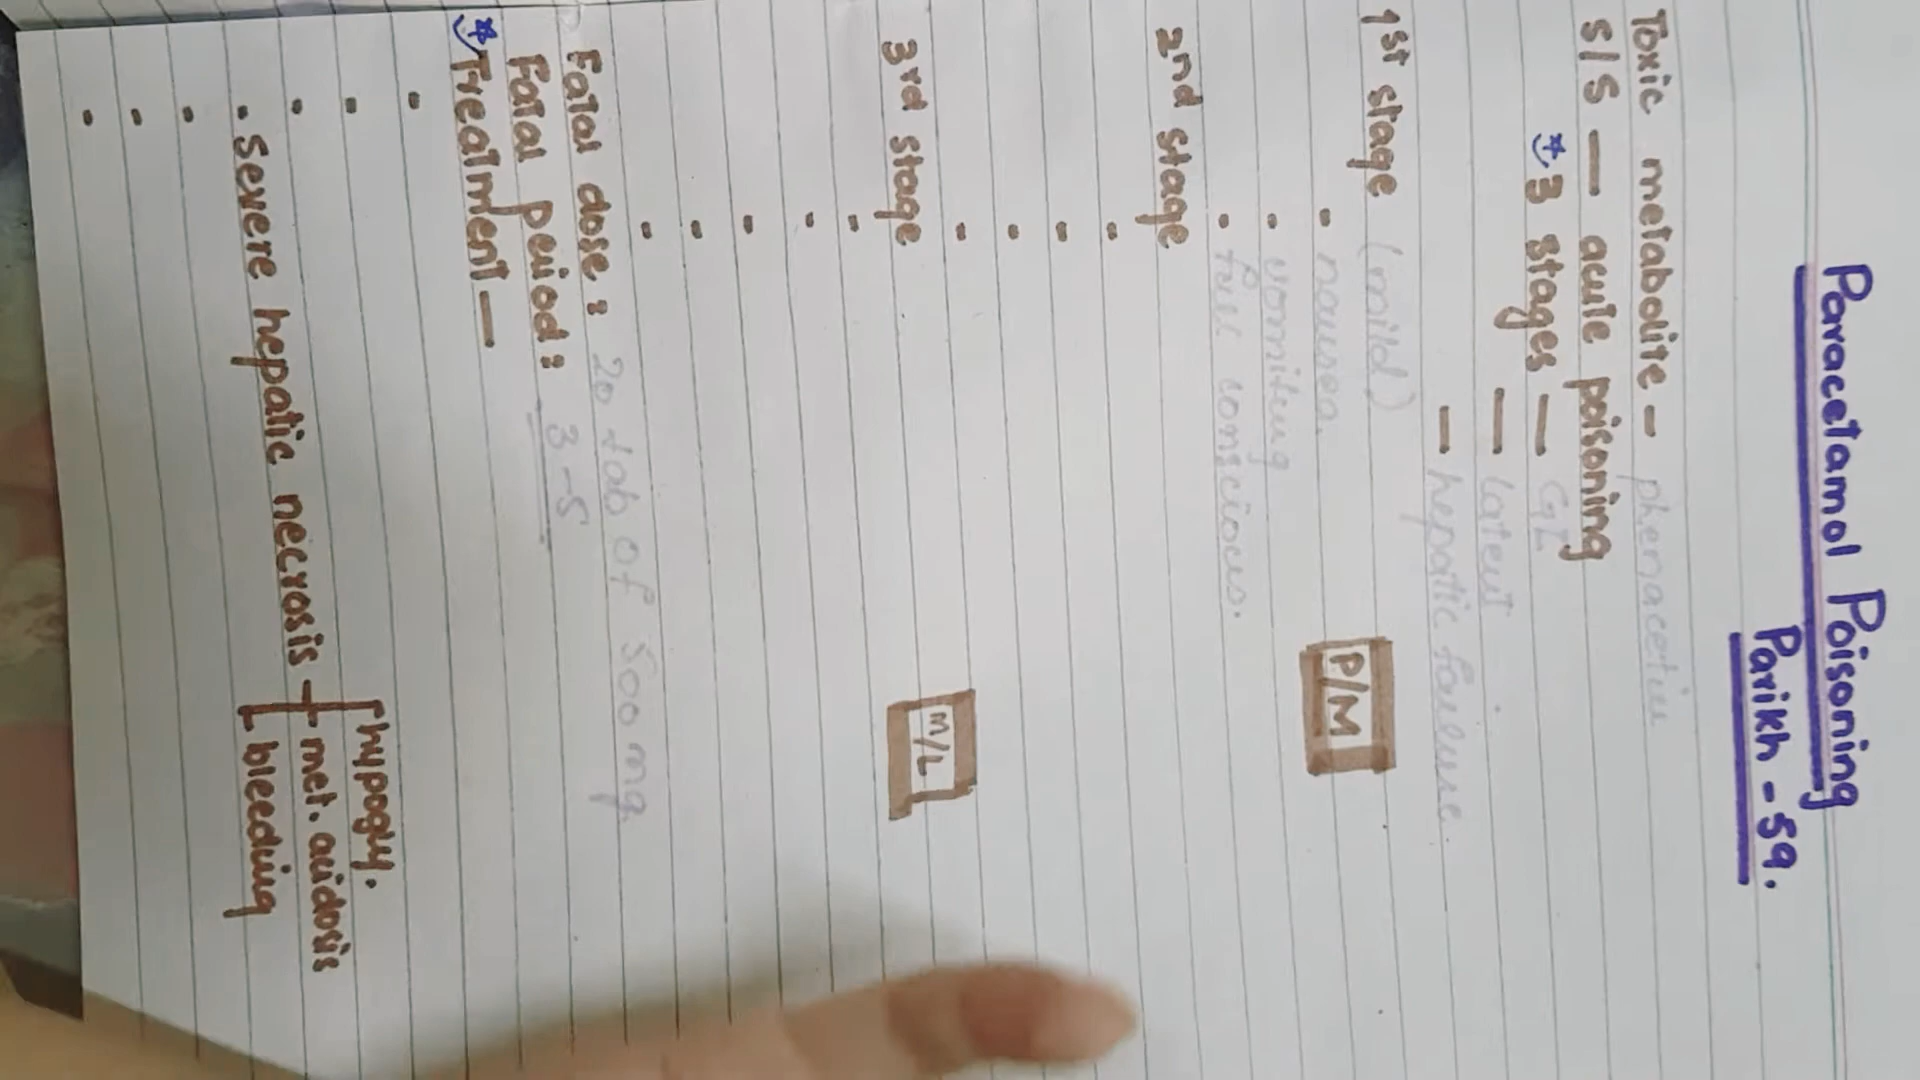 Paracetamol Poisoning
Parikh - 59.
Toxic metabolite - phenacetin
S/S — acute poisoning
* 3 stages — GI
— latent
— hepatic failure
1st stage (mild)
• nausea.
• vomiting
• full conscious.
P/M
2nd stage
3rd stage
M/L
Fatal dose : 20 tab of 500 mg
Fatal period : 3-5
* Treatment —
• severe hepatic necrosis
hypogly.
met. acidosis
bleeding